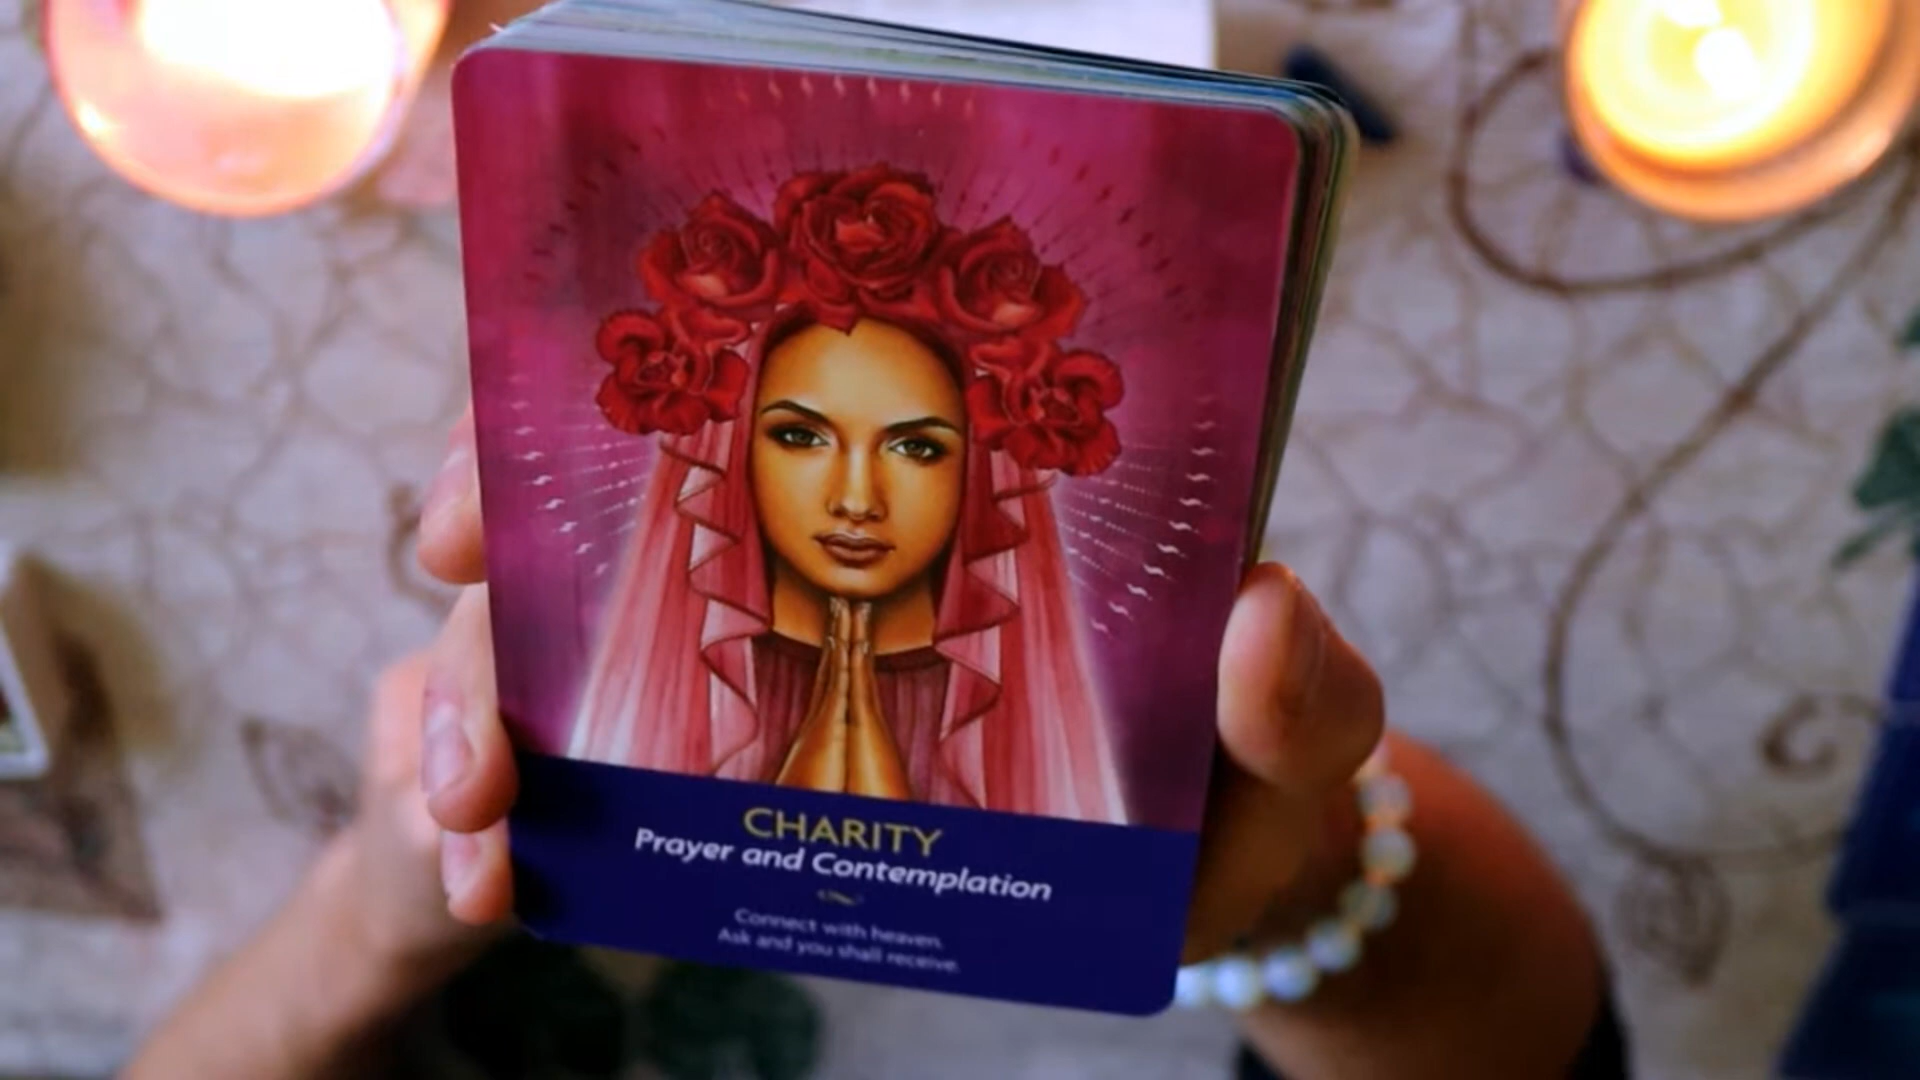 CHARITY
Prayer and Contemplation
Connect with heaven.
Ask and you shall receive.